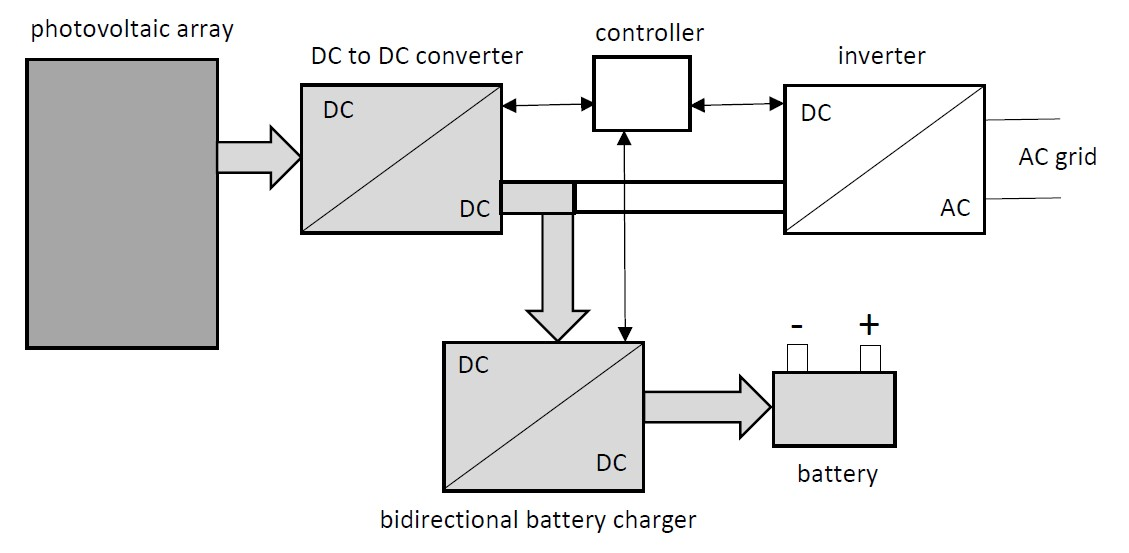 photovoltaic array
DC to DC converter
controller
inverter
DC
DC
DC
AC
AC grid
DC
DC
- +
battery
bidirectional battery charger